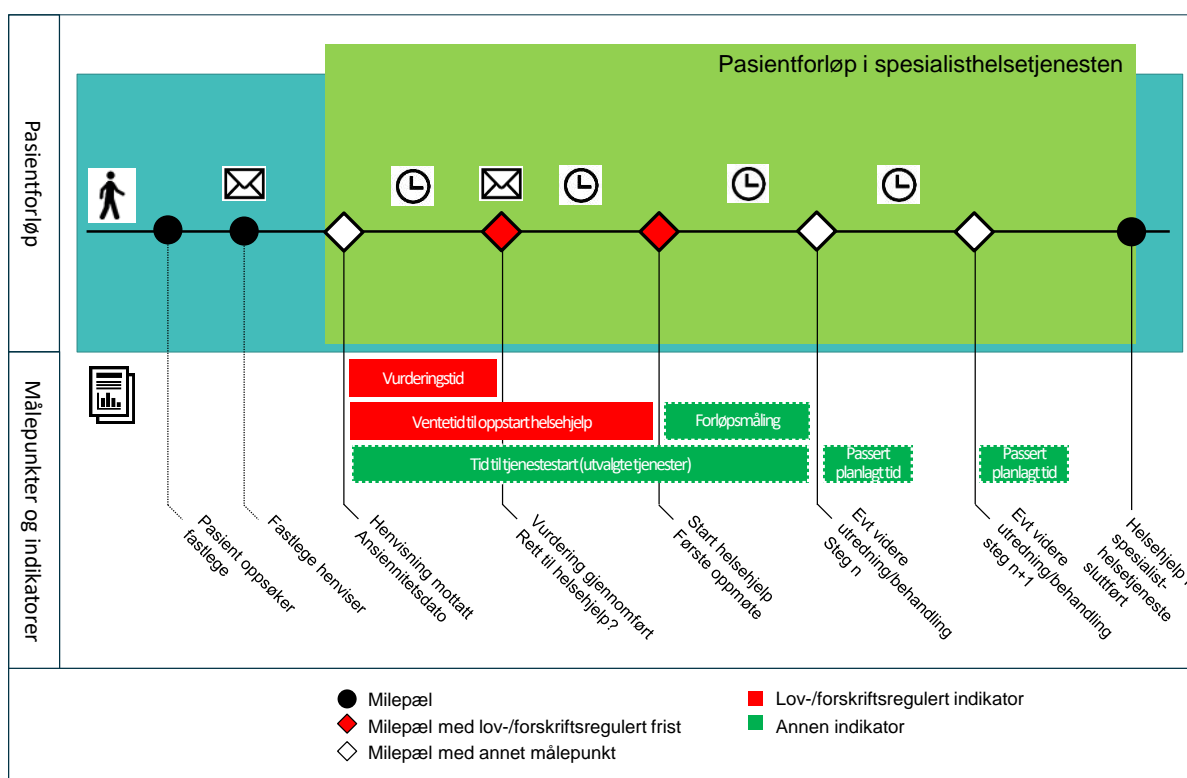 Pasientforløp i spesialisthelsetjenesten
Pasientforløp
Målepunkter og indikatorer
Vurderingstid
Ventetid til oppstart helsehjelp
Forløpsmåling
Tid til tjenestestart (utvalgte tjenester)
Passert
planlagt tid
Passert
planlagt tid
Pasient oppsøker
fastlege
Fastlege henviser
Henvisning mottatt
Ansiennitetsdato
Vurdering gjennomført
Rett til helsehjelp?
Start helsehjelp
Første oppmøte
Evt videre
utredning/behandling
Steg n
Evt videre
utredning/behandling
steg n+1
Helsehjelp
spesialist-
helsetjeneste
sluttført
Milepæl
Milepæl med lov-/forskriftsregulert frist
Milepæl med annet målepunkt
Lov-/forskriftsregulert indikator
Annen indikator